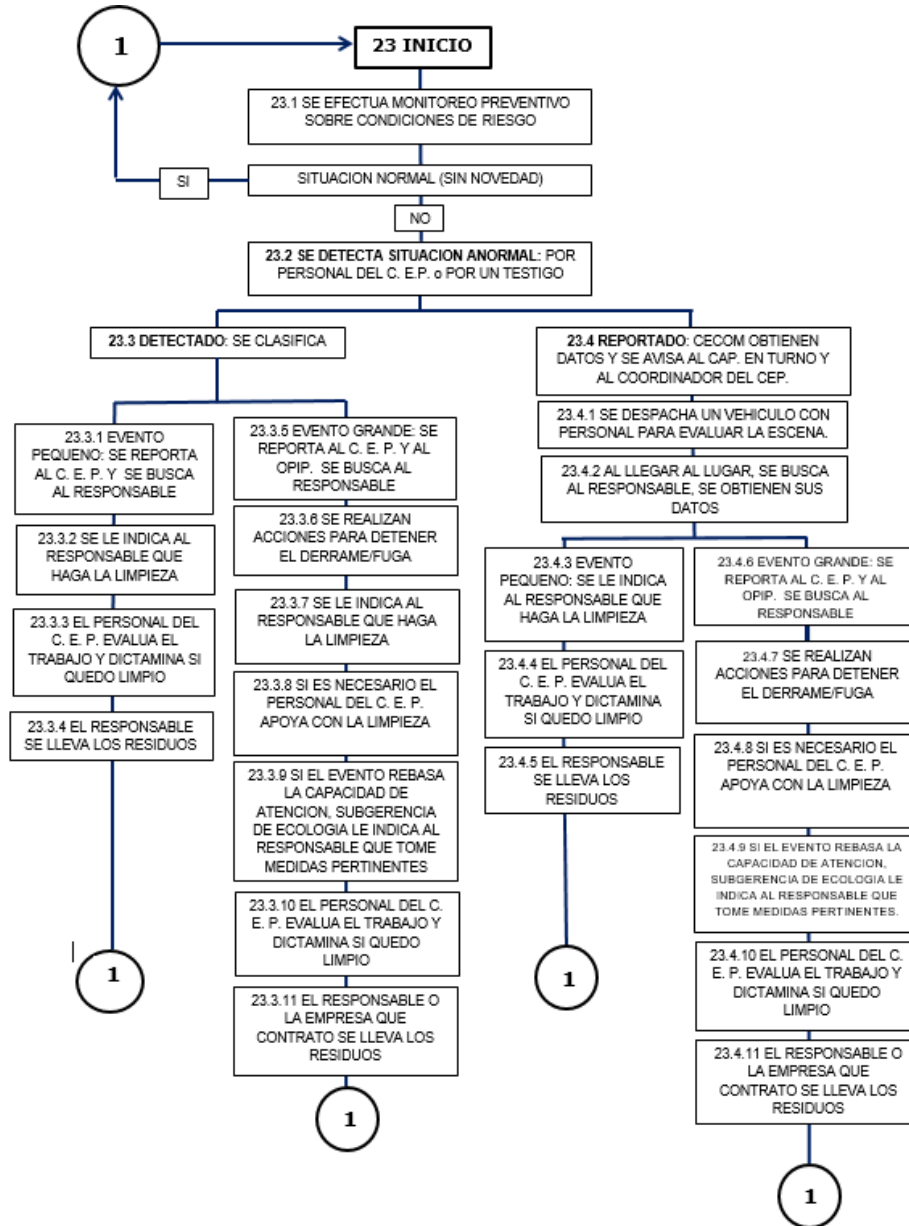 1
23 INICIO
23.1 SE EFECTUA MONITOREO PREVENTIVO
SOBRE CONDICIONES DE RIESGO
SI
SITUACION NORMAL (SIN NOVEDAD)
NO
23.2 SE DETECTA SITUACION ANORMAL: POR
PERSONAL DEL C. E.P. o POR UN TESTIGO
23.3 DETECTADO: SE CLASIFICA
23.3.1 EVENTO
PEQUENO: SE REPORTA
AL C. E. P. Y SE BUSCA
AL RESPONSABLE
23.3.2 SE LE INDICA AL
RESPONSABLE QUE
HAGA LA LIMPIEZA
23.3.3 EL PERSONAL DEL
C. E. P. EVALUA EL
TRABAJO Y DICTAMINA SI
QUEDO LIMPIO
23.3.4 EL RESPONSABLE
SE LLEVA LOS RESIDUOS
1
23.3.5 EVENTO GRANDE: SE
REPORTA AL C. E. P. Y AL
OPIP. SE BUSCA AL
RESPONSABLE
23.3.6 SE REALIZAN
ACCIONES PARA DETENER
EL DERRAME/FUGA
23.3.7 SE LE INDICA AL
RESPONSABLE QUE HAGA
LA LIMPIEZA
23.3.8 SI ES NECESARIO EL
PERSONAL DEL C. E. P.
APOYA CON LA LIMPIEZA
23.3.9 SI EL EVENTO REBASA
LA CAPACIDAD DE
ATENCION, SUBGERENCIA
DE ECOLOGIA LE INDICA AL
RESPONSABLE QUE TOME
MEDIDAS PERTINENTES
23.3.10 EL PERSONAL DEL C.
E. P. EVALUA EL TRABAJO Y
DICTAMINA SI QUEDO
LIMPIO
23.3.11 EL RESPONSABLE O
LA EMPRESA QUE
CONTRATO SE LLEVA LOS
RESIDUOS
1
23.4 REPORTADO: CECOM OBTIENEN
DATOS Y SE AVISA AL CAP. EN TURNO Y
AL COORDINADOR DEL CEP.
23.4.1 SE DESPACHA UN VEHICULO CON
PERSONAL PARA EVALUAR LA ESCENA.
23.4.2 AL LLEGAR AL LUGAR, SE BUSCA
AL RESPONSABLE, SE OBTIENEN SUS
DATOS
23.4.3 EVENTO
PEQUENO: SE LE INDICA
AL RESPONSABLE QUE
HAGA LA LIMPIEZA
23.4.4 EL PERSONAL DEL
C. E. P. EVALUA EL
TRABAJO Y DICTAMINA
SI QUEDO LIMPIO
23.4.5 EL RESPONSABLE
SE LLEVA LOS
RESIDUOS
1
23.4.6 EVENTO GRANDE: SE
REPORTA AL C. E. P. Y AL
OPIP. SE BUSCA AL
RESPONSABLE
23.4.7 SE REALIZAN
ACCIONES PARA DETENER
EL DERRAME/FUGA
23.4.8 SI ES NECESARIO EL
PERSONAL DEL C. E. P.
APOYA CON LA LIMPIEZA
23.4.9 SI EL EVENTO REBASA LA
CAPACIDAD DE ATENCION,
SUBGERENCIA DE ECOLOGIA LE
INDICA AL RESPONSABLE QUE
TOME MEDIDAS PERTINENTES.
23.4.10 EL PERSONAL DEL C.
E. P. EVALUA EL TRABAJO Y
DICTAMINA SI QUEDO
LIMPIO
23.4.11 EL RESPONSABLE O
LA EMPRESA QUE
CONTRATO SE LLEVA LOS
RESIDUOS
1